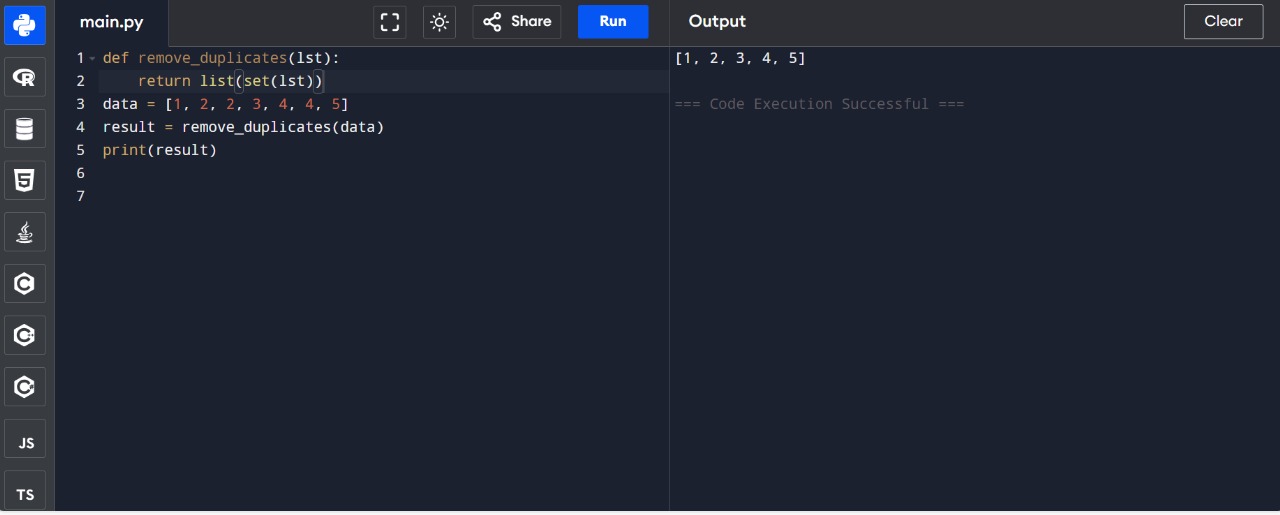 main.py
Share
Run
Output
Clear
1 def remove_duplicates(lst):
2     return list(set(lst))
3 data = [1, 2, 2, 3, 4, 4, 5]
4 result = remove_duplicates(data)
5 print(result)
6
7
[1, 2, 3, 4, 5]
=== Code Execution Successful ===
R
5
C
C++
C#
JS
TS